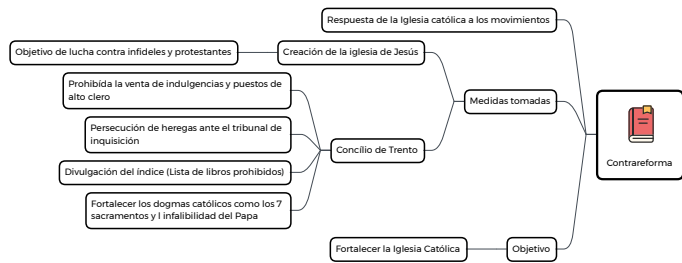 Respuesta de la Iglesia católica a los movimientos
Objetivo de lucha contra infideles y protestantes
Creación de la iglesia de Jesús
Prohibída la venta de indulgencias y puestos de
alto clero
Medidas tomadas
Persecución de heregas ante el tribunal de
inquisición
Concílio de Trento
Contrareforma
Divulgación del índice (Lista de libros prohibidos)
Fortalecer los dogmas católicos como los 7
sacramentos y l infalibilidad del Papa
Fortalecer la Iglesia Católica
Objetivo